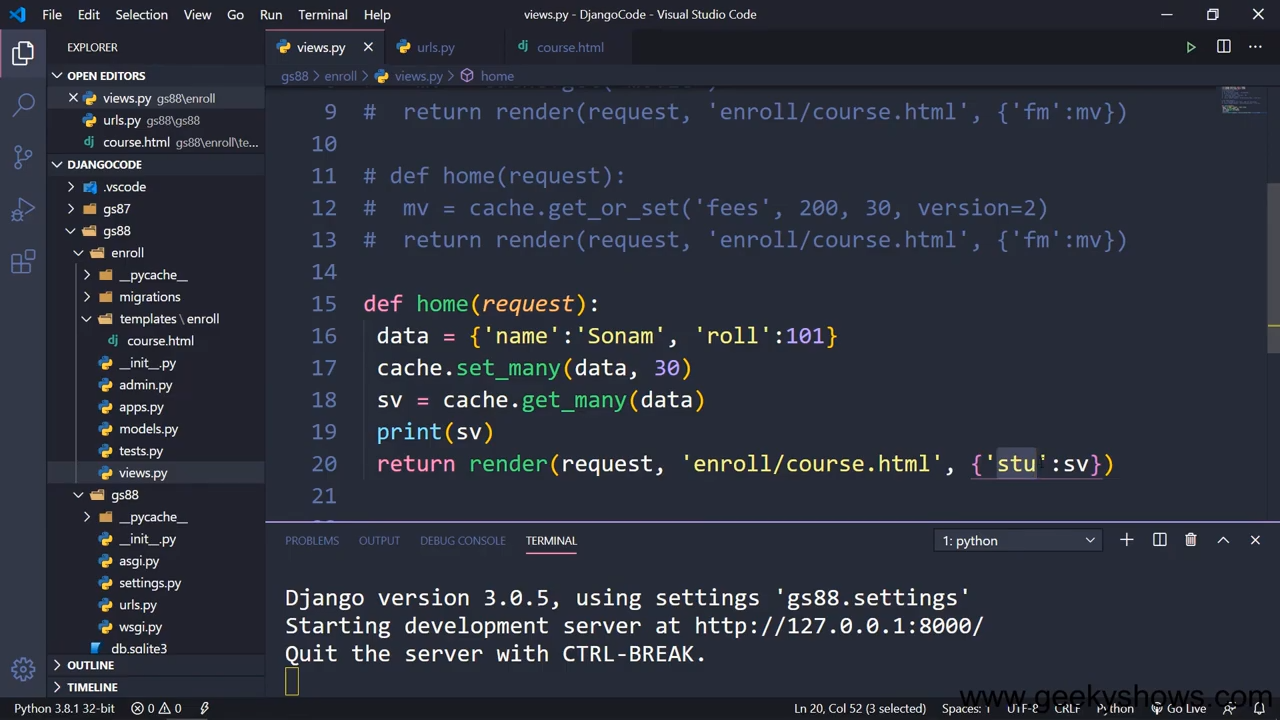 File Edit Selection View Go Run Terminal Help
views.py - DjangoCode - Visual Studio Code
EXPLORER
OPEN EDITORS
views.py gs88\enroll
urls.py gs88\gs88
course.html gs88\enroll\te...
DJANGOCODE
.vscode
gs87
gs88
enroll
__pycache__
migrations
templates \ enroll
course.html
__init__.py
admin.py
apps.py
models.py
tests.py
views.py
gs88
__pycache__
__init__.py
asgi.py
settings.py
urls.py
wsgi.py
db.sqlite3
OUTLINE
TIMELINE
views.py
urls.py
course.html
gs88 enroll views.py home
9 # return render(request, 'enroll/course.html', {'fm':mv})
10
11 # def home(request):
12 # mv = cache.get_or_set('fees', 200, 30, version=2)
13 # return render(request, 'enroll/course.html', {'fm':mv})
14
15 def home(request):
16 data = {'name':'Sonam', 'roll':101}
17 cache.set_many(data, 30)
18 sv = cache.get_many(data)
19 print(sv)
20 return render(request, 'enroll/course.html', {'stu':sv})
21
PROBLEMS OUTPUT DEBUG CONSOLE TERMINAL
1: python
Django version 3.0.5, using settings 'gs88.settings'
Starting development server at http://127.0.0.1:8000/
Quit the server with CTRL-BREAK.
www.geekyshows.com
Python 3.8.1 32-bit 0 0
Ln 20, Col 52 (3 selected) Spaces: 1 UTF-8 CRLF Python Go Live